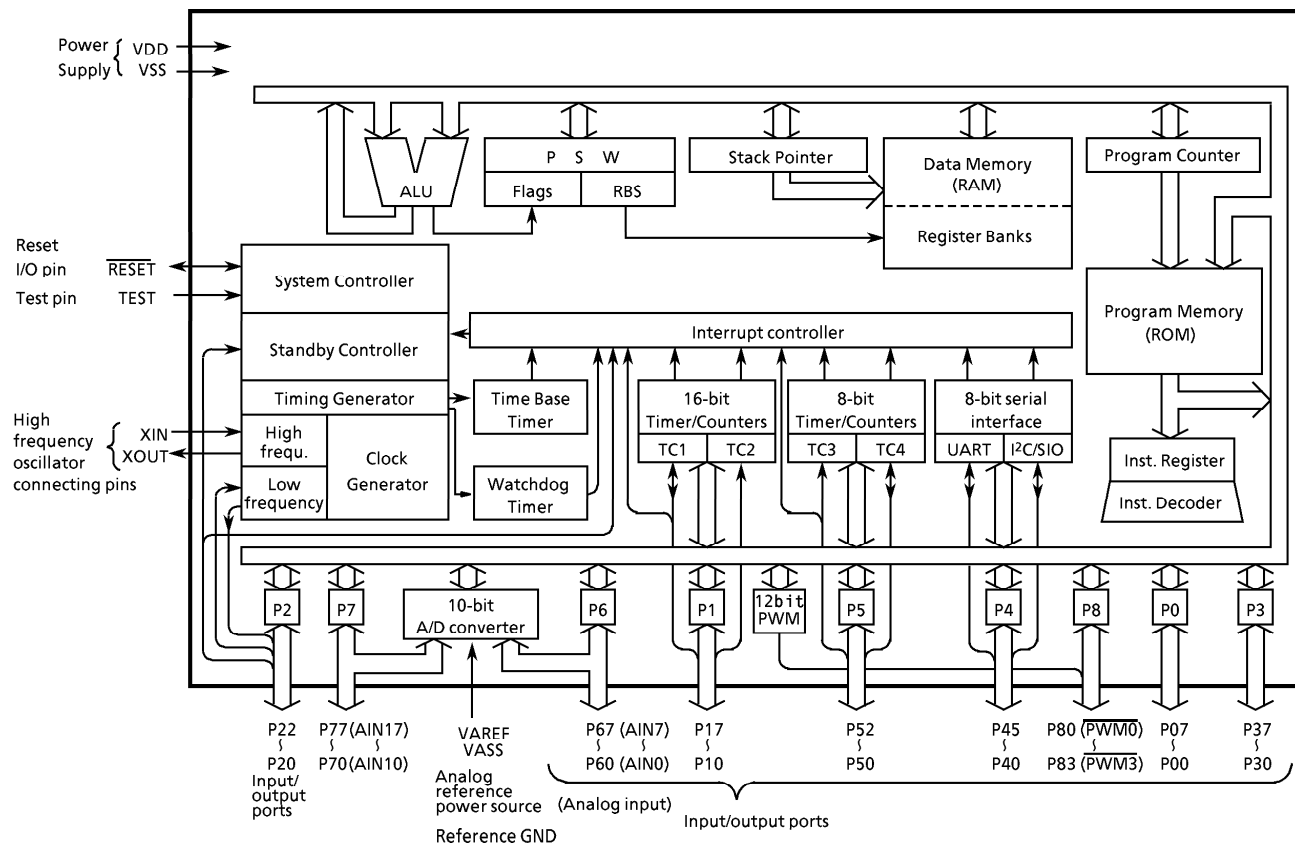 Power
Supply
VDD
VSS
P S W
Flags
RBS
ALU
Stack Pointer
Data Memory
(RAM)
Register Banks
Program Counter
Program Memory
(ROM)
Inst. Register
Inst. Decoder
Reset
I/O pin
RESET
Test pin
TEST
System Controller
Standby Controller
Timing Generator
High
frequ.
Low
frequency
Clock
Generator
High
frequency
oscillator
connecting pins
XIN
XOUT
Interrupt controller
Time Base
Timer
Watchdog
Timer
16-bit
Timer/Counters
TC1
TC2
8-bit
Timer/Counters
TC3
TC4
8-bit serial
interface
UART
I²C/SIO
P2
P7
10-bit
A/D converter
P6
P1
12bit
PWM
P5
P4
P8
P0
P3
P22
~
P20
Input/
output
ports
P77(AIN17)
~ ~
P70(AIN10)
VAREF
VASS
Analog
reference
power source
Reference GND
P67 (AIN7)
~ ~
P60 (AIN0)
(Analog input)
P17
~
P10
P52
~
P50
P45
~
P40
P80 (PWM0)
~ ~
P83 (PWM3)
P07
~
P00
P37
~
P30
Input/output ports